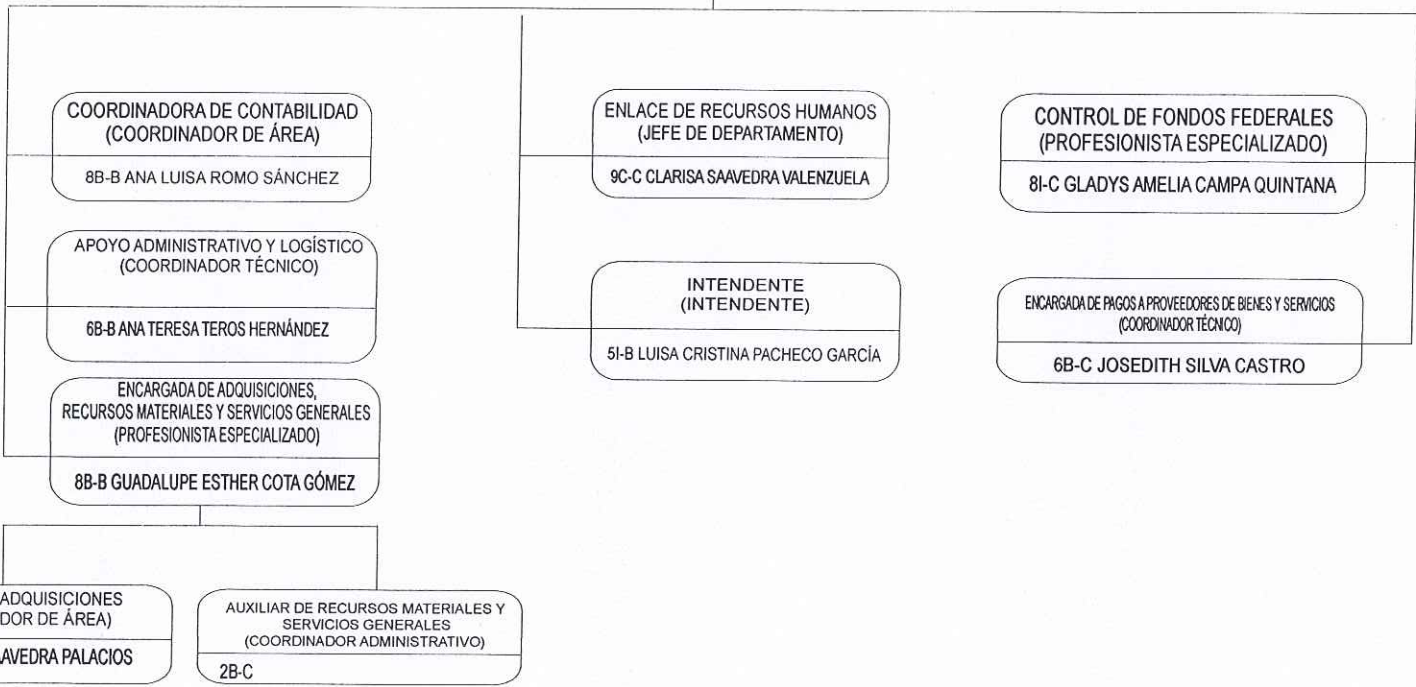 COORDINADORA DE CONTABILIDAD
(COORDINADOR DE ÁREA)
8B-B ANA LUISA ROMO SÁNCHEZ
APOYO ADMINISTRATIVO Y LOGÍSTICO
(COORDINADOR TÉCNICO)
6B-B ANA TERESA TEROS HERNÁNDEZ
ENCARGADA DE ADQUISICIONES,
RECURSOS MATERIALES Y SERVICIOS GENERALES
(PROFESIONISTA ESPECIALIZADO)
8B-B GUADALUPE ESTHER COTA GÓMEZ
ADQUISICIONES
DOR DE ÁREA)
AAVEDRA PALACIOS
AUXILIAR DE RECURSOS MATERIALES Y
SERVICIOS GENERALES
(COORDINADOR ADMINISTRATIVO)
2B-C
ENLACE DE RECURSOS HUMANOS
(JEFE DE DEPARTAMENTO)
9C-C CLARISA SAAVEDRA VALENZUELA
INTENDENTE
(INTENDENTE)
5I-B LUISA CRISTINA PACHECO GARCÍA
CONTROL DE FONDOS FEDERALES
(PROFESIONISTA ESPECIALIZADO)
8I-C GLADYS AMELIA CAMPA QUINTANA
ENCARGADA DE PAGOS A PROVEEDORES DE BIENES Y SERVICIOS
(COORDINADOR TÉCNICO)
6B-C JOSEDITH SILVA CASTRO